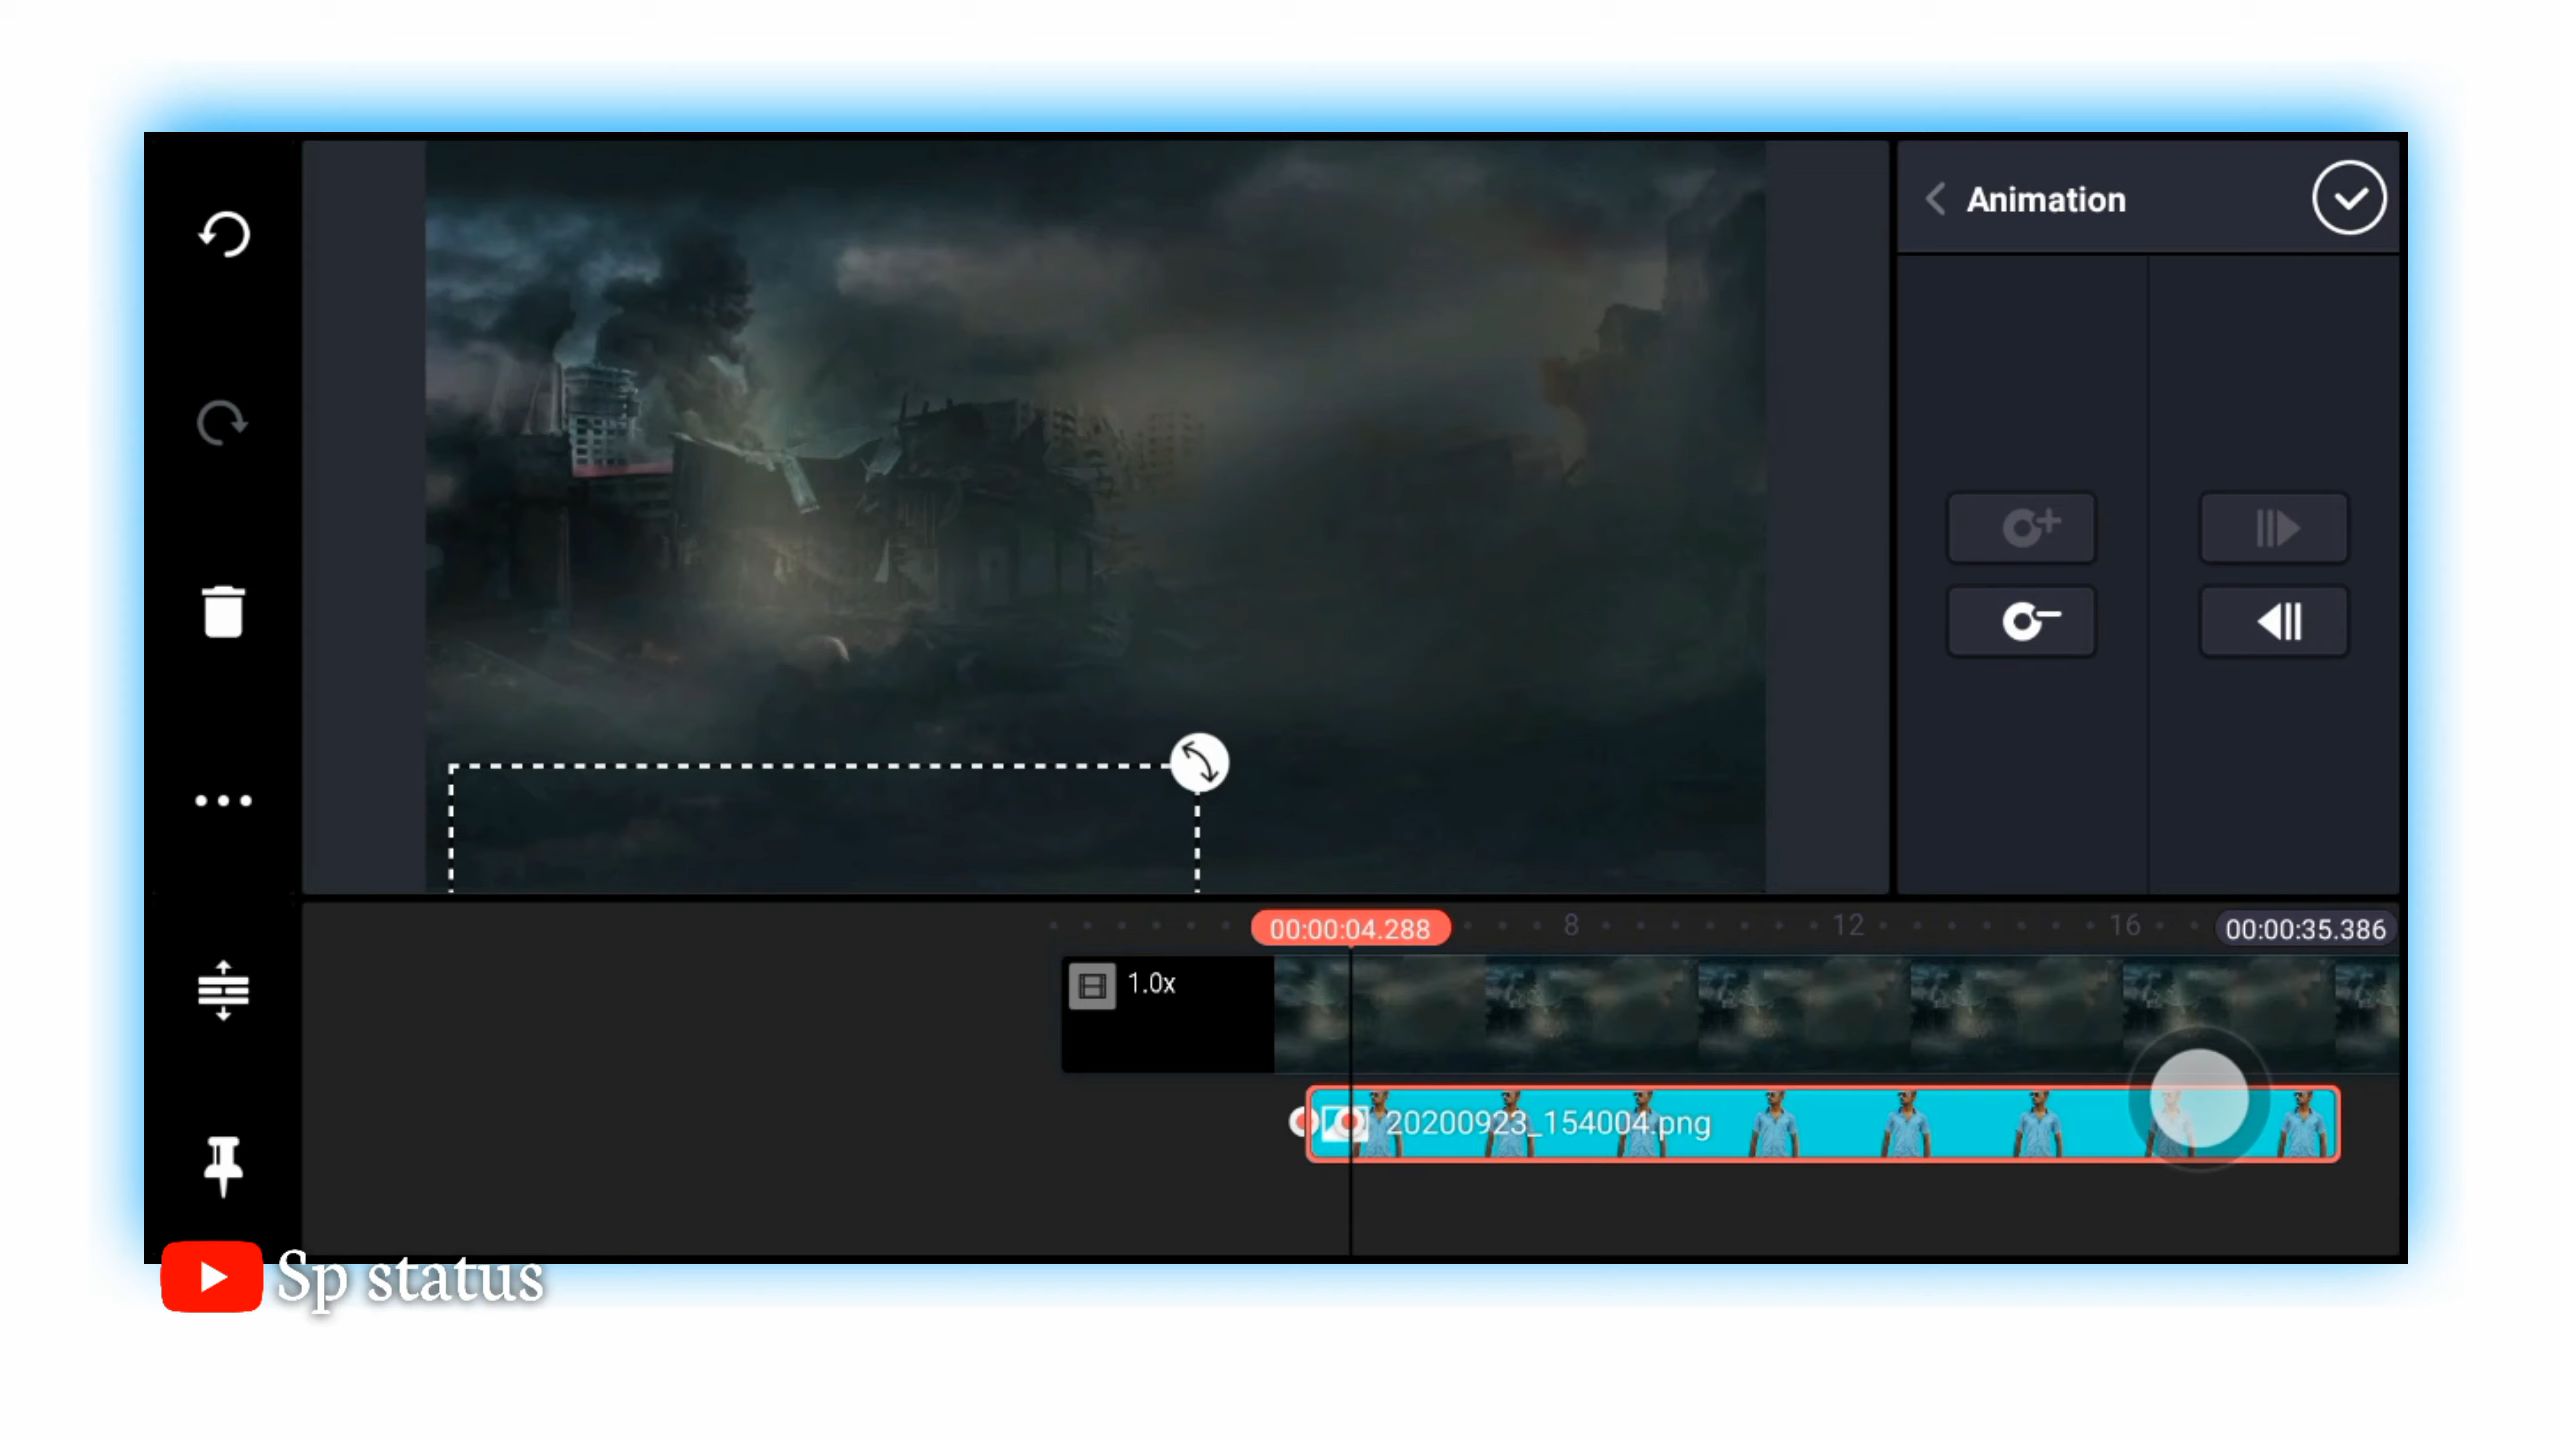 Animation
00:00:04.288
8
12
16
00:00:35.386
1.0x
20200923_154004.png
Sp status